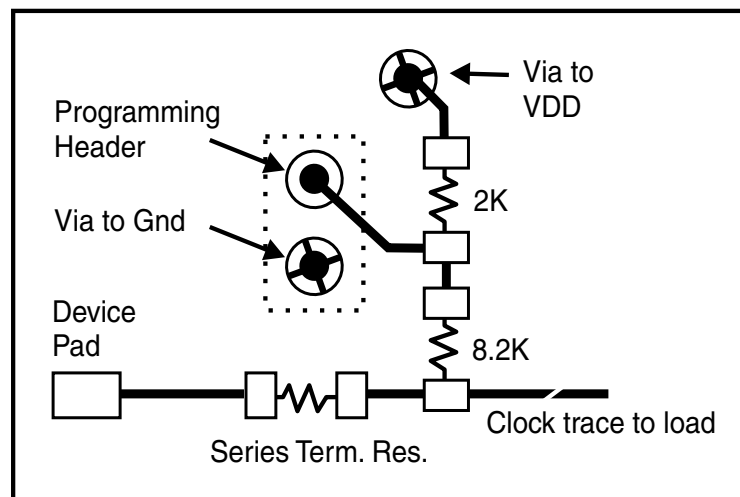 Via to
VDD
Programming
Header
2K
Via to Gnd
Device
Pad
8.2K
Clock trace to load
Series Term. Res.